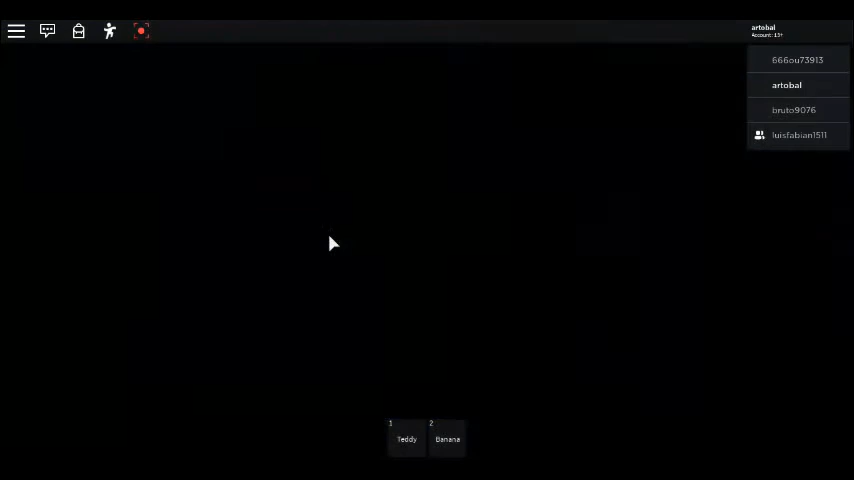 artobal
Account: 13+
666ou73913
artobal
bruto9076
luisfabian1511
1
Teddy
2
Banana